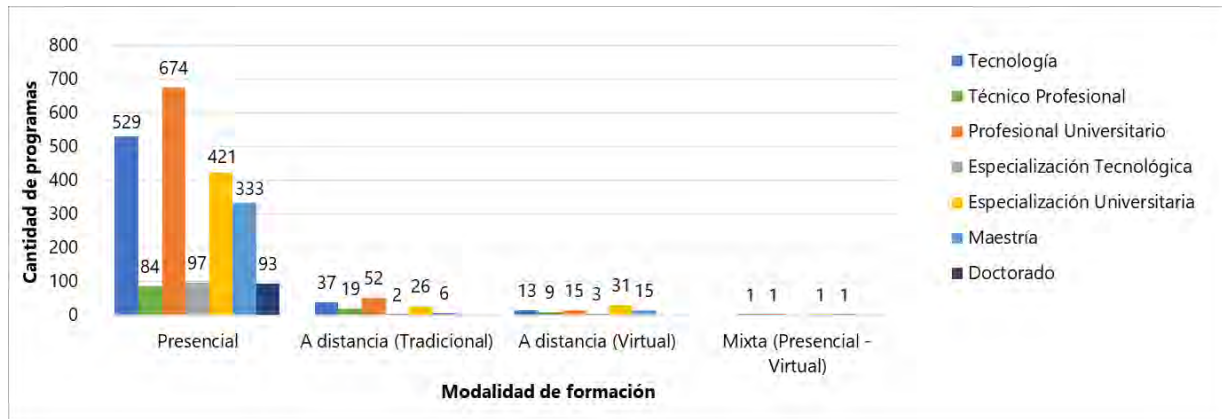 Cantidad de programas
800
700
600
500
400
300
200
100
0
529
84
674
97
421
333
93
37
19
52
2
26
6
13
9
15
3
31
15
1
1
1
1
Presencial
A distancia (Tradicional)
A distancia (Virtual)
Mixta (Presencial -
Virtual)
Modalidad de formación
Tecnología
Técnico Profesional
Profesional Universitario
Especialización Tecnológica
Especialización Universitaria
Maestría
Doctorado